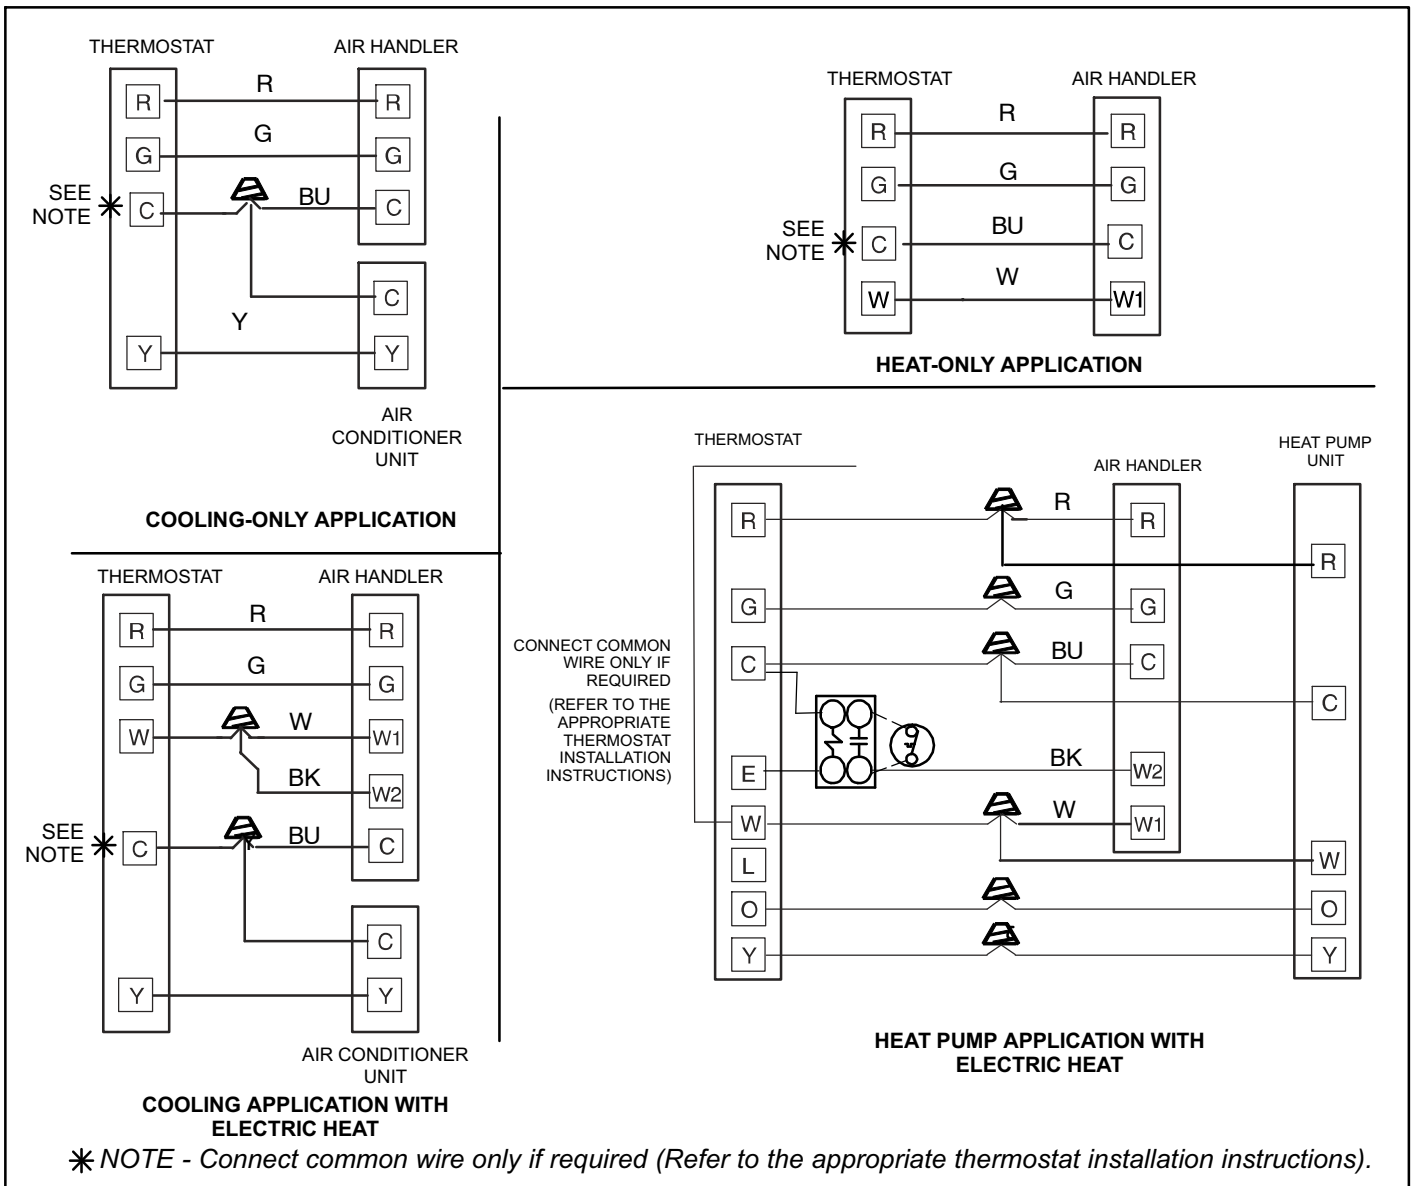 THERMOSTAT AIR HANDLER
R R R
G
G G
SEE
NOTE
C BU C
C
Y
Y Y
AIR
CONDITIONER
UNIT
COOLING-ONLY APPLICATION
THERMOSTAT AIR HANDLER
R R R
G G G
SEE
NOTE
C BU C
W W W1
HEAT-ONLY APPLICATION
THERMOSTAT AIR HANDLER
R R R
G G G
W W W1
BK W2
SEE
NOTE
C BU C
C
Y Y
AIR CONDITIONER
UNIT
COOLING APPLICATION WITH
ELECTRIC HEAT
THERMOSTAT
AIR HANDLER
HEAT PUMP
UNIT
R R R
R
G G G
CONNECT COMMON
WIRE ONLY IF
REQUIRED
(REFER TO THE
APPROPRIATE
THERMOSTAT
INSTALLATION
INSTRUCTIONS)
C BU C
C
E BK W2
W W W1
W
L
O O
Y Y
HEAT PUMP APPLICATION WITH
ELECTRIC HEAT
NOTE - Connect common wire only if required (Refer to the appropriate thermostat installation instructions).